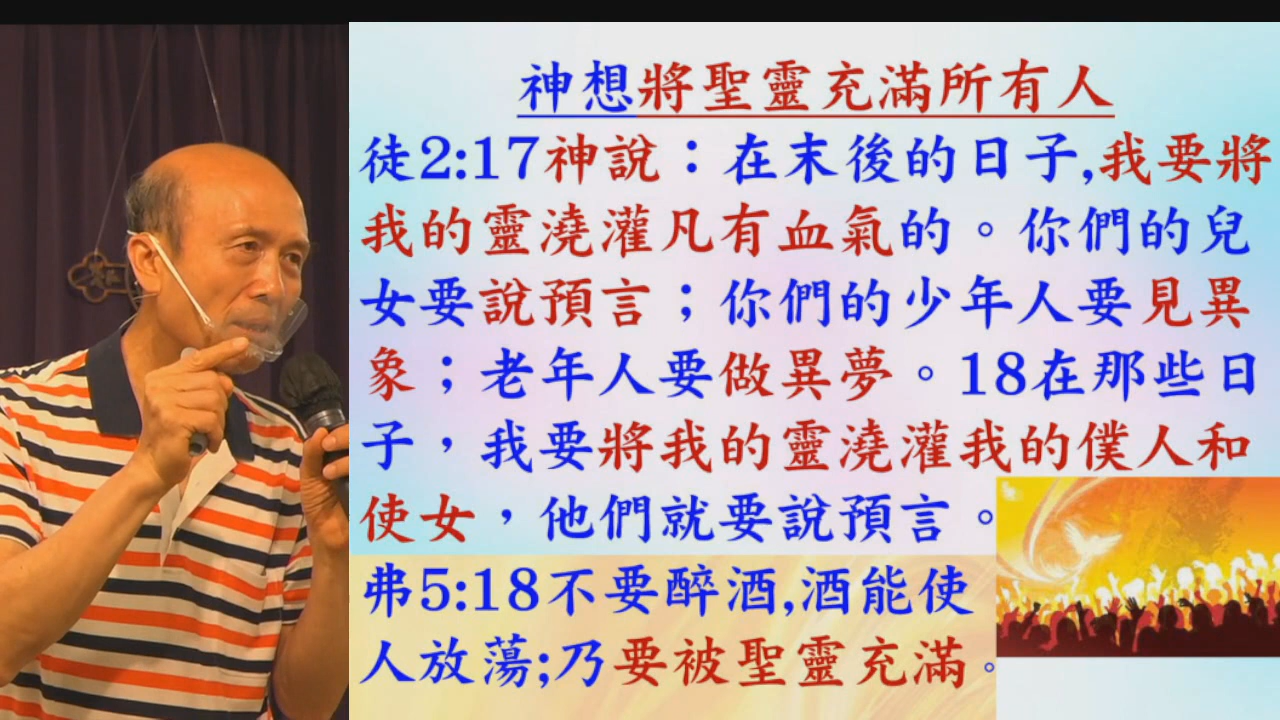 神想將聖靈充滿所有人
徒2:17神說：在末後的日子,我要將
我的靈澆灌凡有血氣的。你們的兒
女要說預言；你們的少年人要見異
象；老年人要做異夢。18在那些日
子，我要將我的靈澆灌我的僕人和
使女，他們就要說預言。
弗5:18不要醉酒,酒能使
人放蕩;乃要被聖靈充滿。